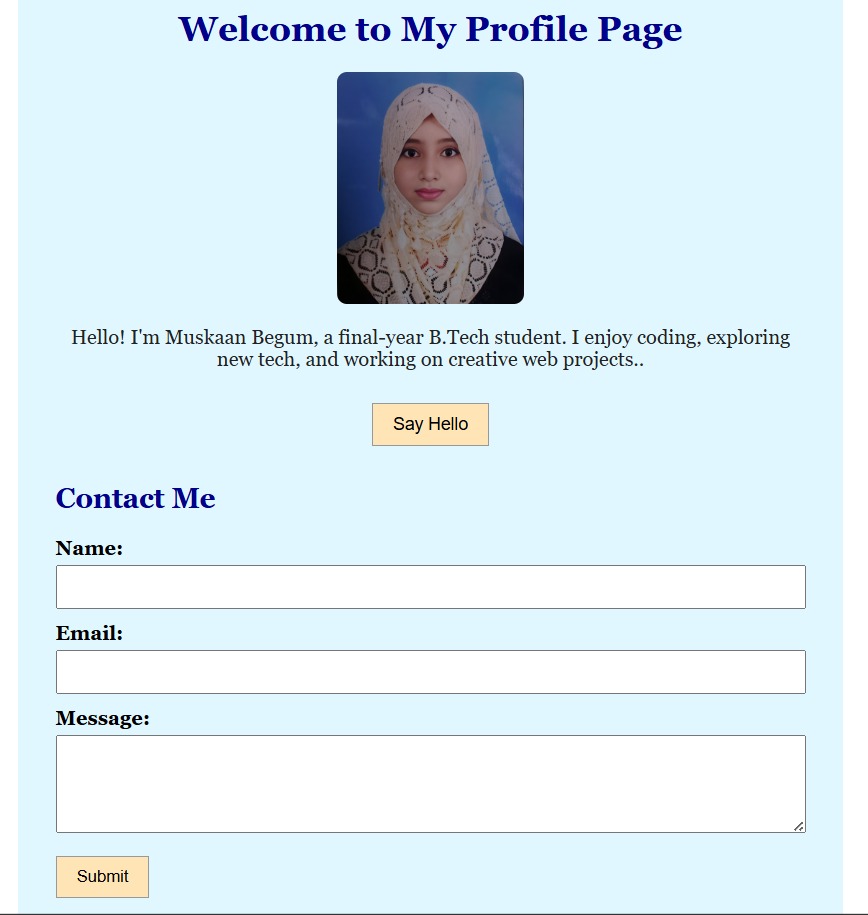 Welcome to My Profile Page
Hello! I'm Muskaan Begum, a final-year B.Tech student. I enjoy coding, exploring
new tech, and working on creative web projects..
Say Hello
Contact Me
Name:
Email:
Message:
Submit